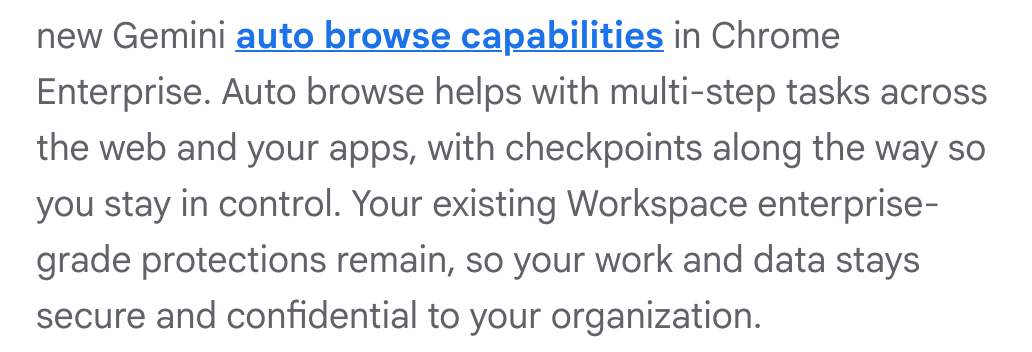 new Gemini auto browse capabilities in Chrome
Enterprise. Auto browse helps with multi-step tasks across
the web and your apps, with checkpoints along the way so
you stay in control. Your existing Workspace enterprise-
grade protections remain, so your work and data stays
secure and confidential to your organization.